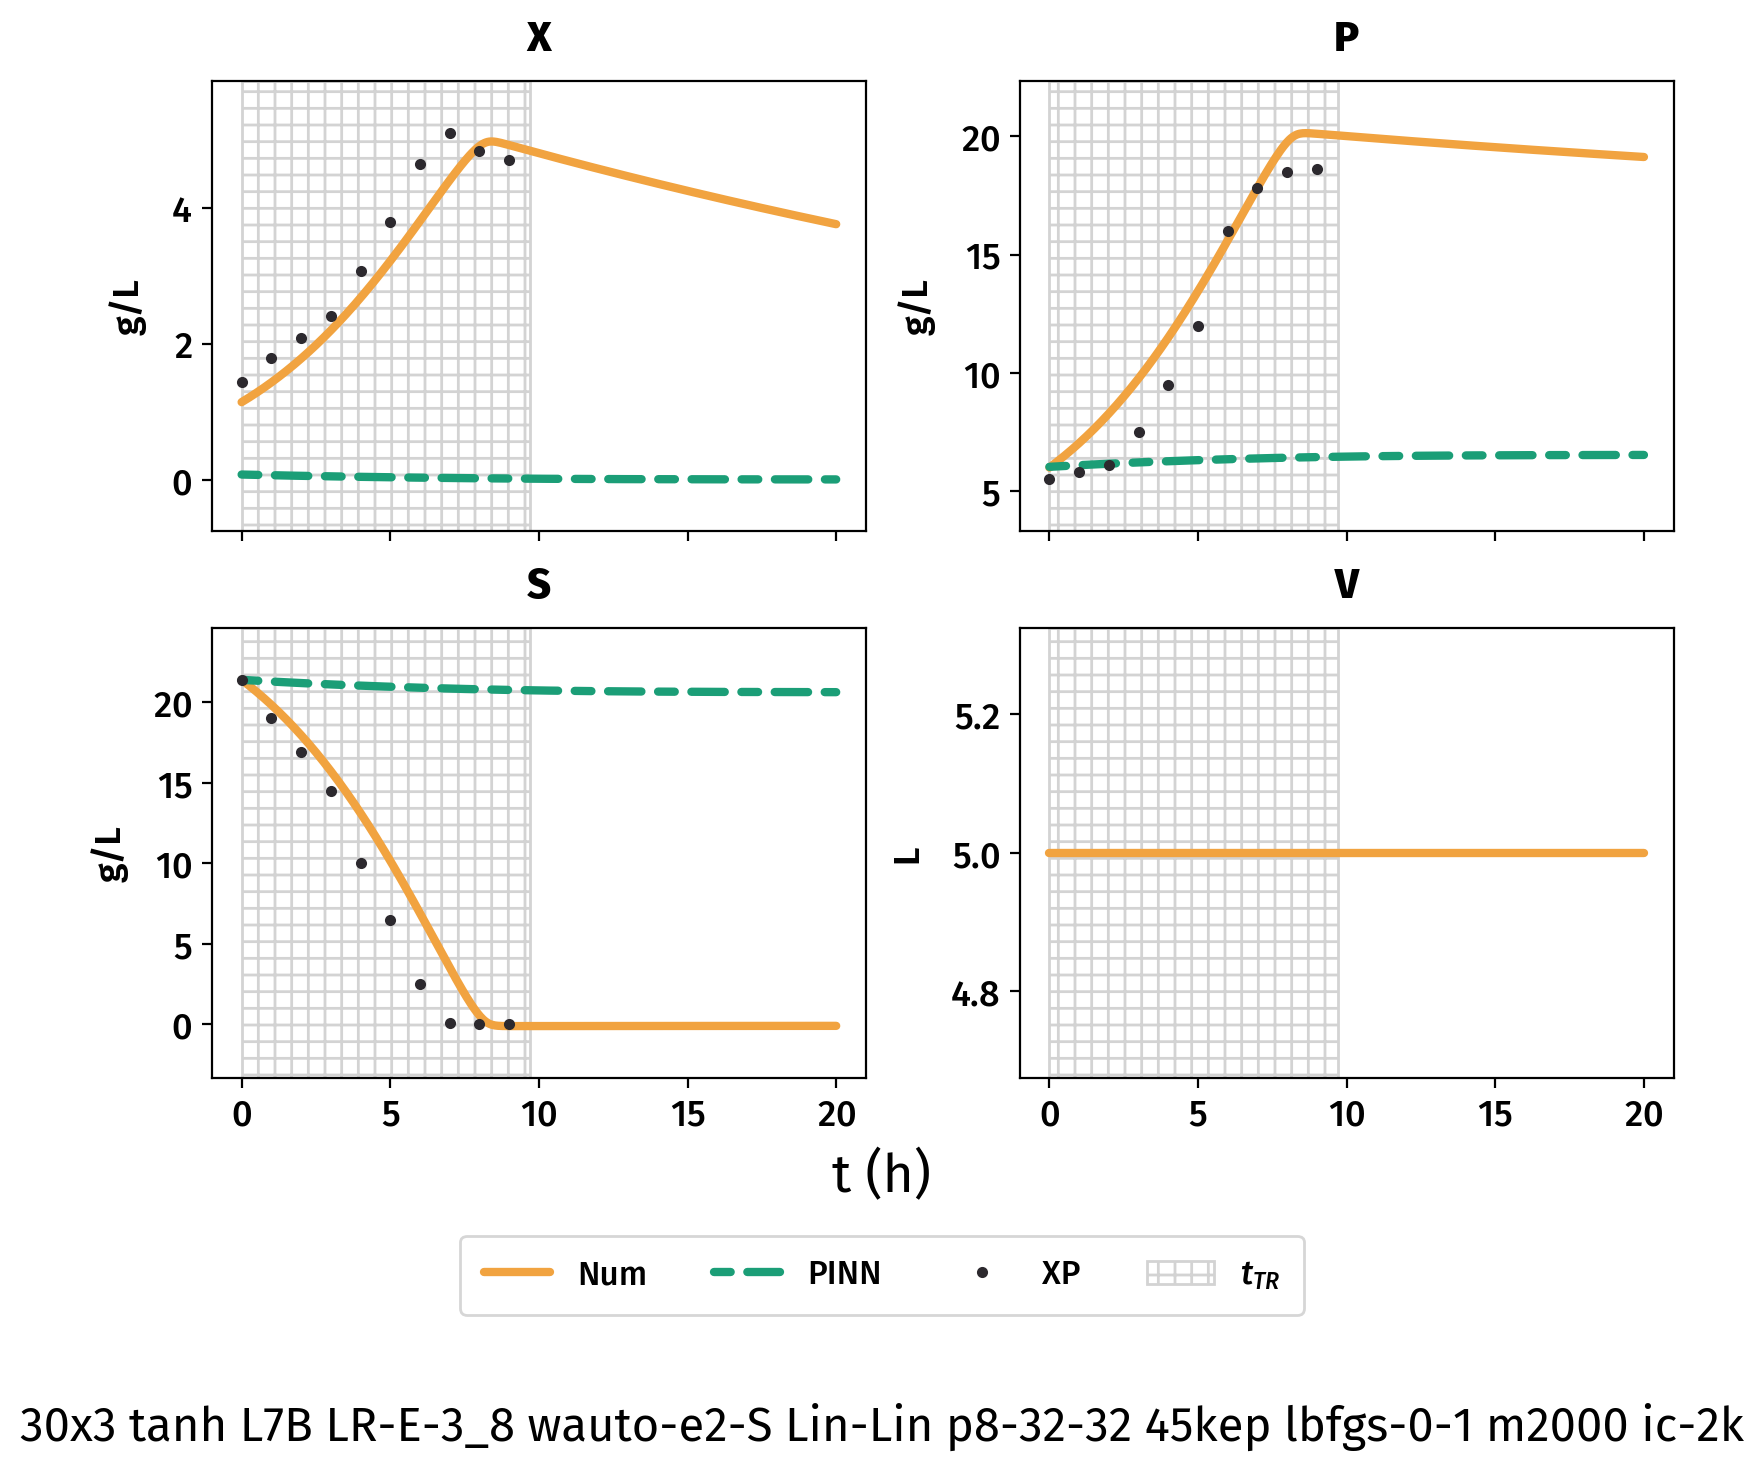 X
P
4
2
0
g/L
20
15
10
5
g/L
S
V
20
15
10
5
0
g/L
5.2
5.0
4.8
L
0 5 10 15 20
0 5 10 15 20
t (h)
Num PINN XP tTR
30x3 tanh L7B LR-E-3_8 wauto-e2-S Lin-Lin p8-32-32 45kep lbfgs-0-1 m2000 ic-2k